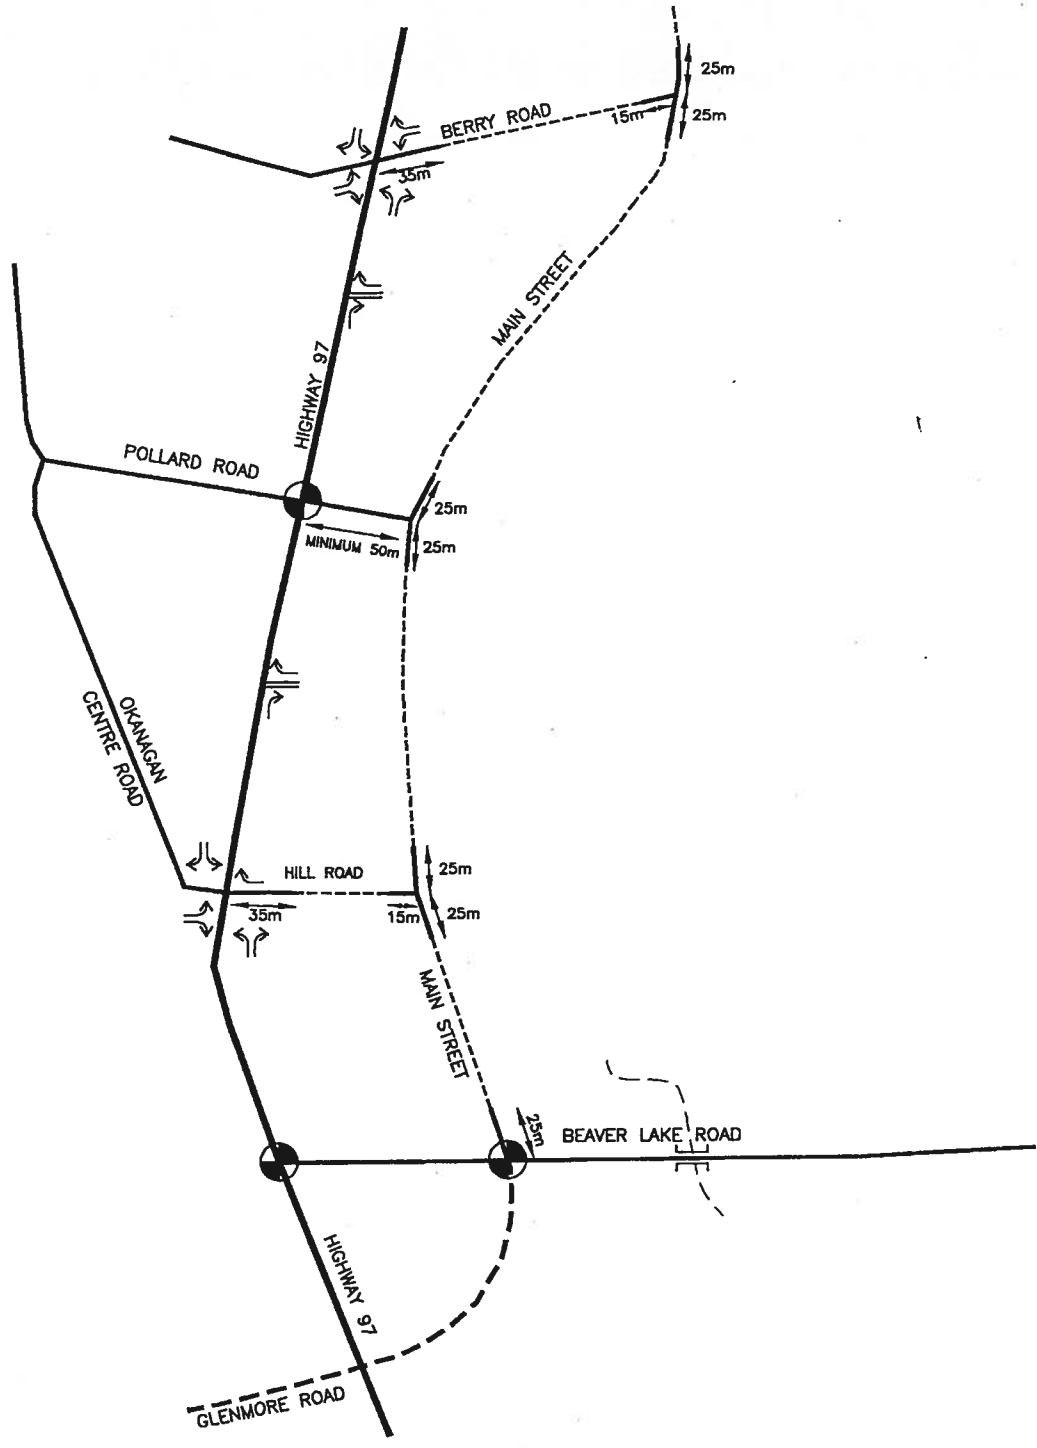 25m
25m
15m
BERRY ROAD
35m
MAIN STREET
HIGHWAY 97
POLLARD ROAD
25m
MINIMUM 50m
25m
OKANAGAN
CENTRE ROAD
HILL ROAD
25m
35m
15m
25m
MAIN STREET
25m
BEAVER LAKE ROAD
HIGHWAY 97
GLENMORE ROAD